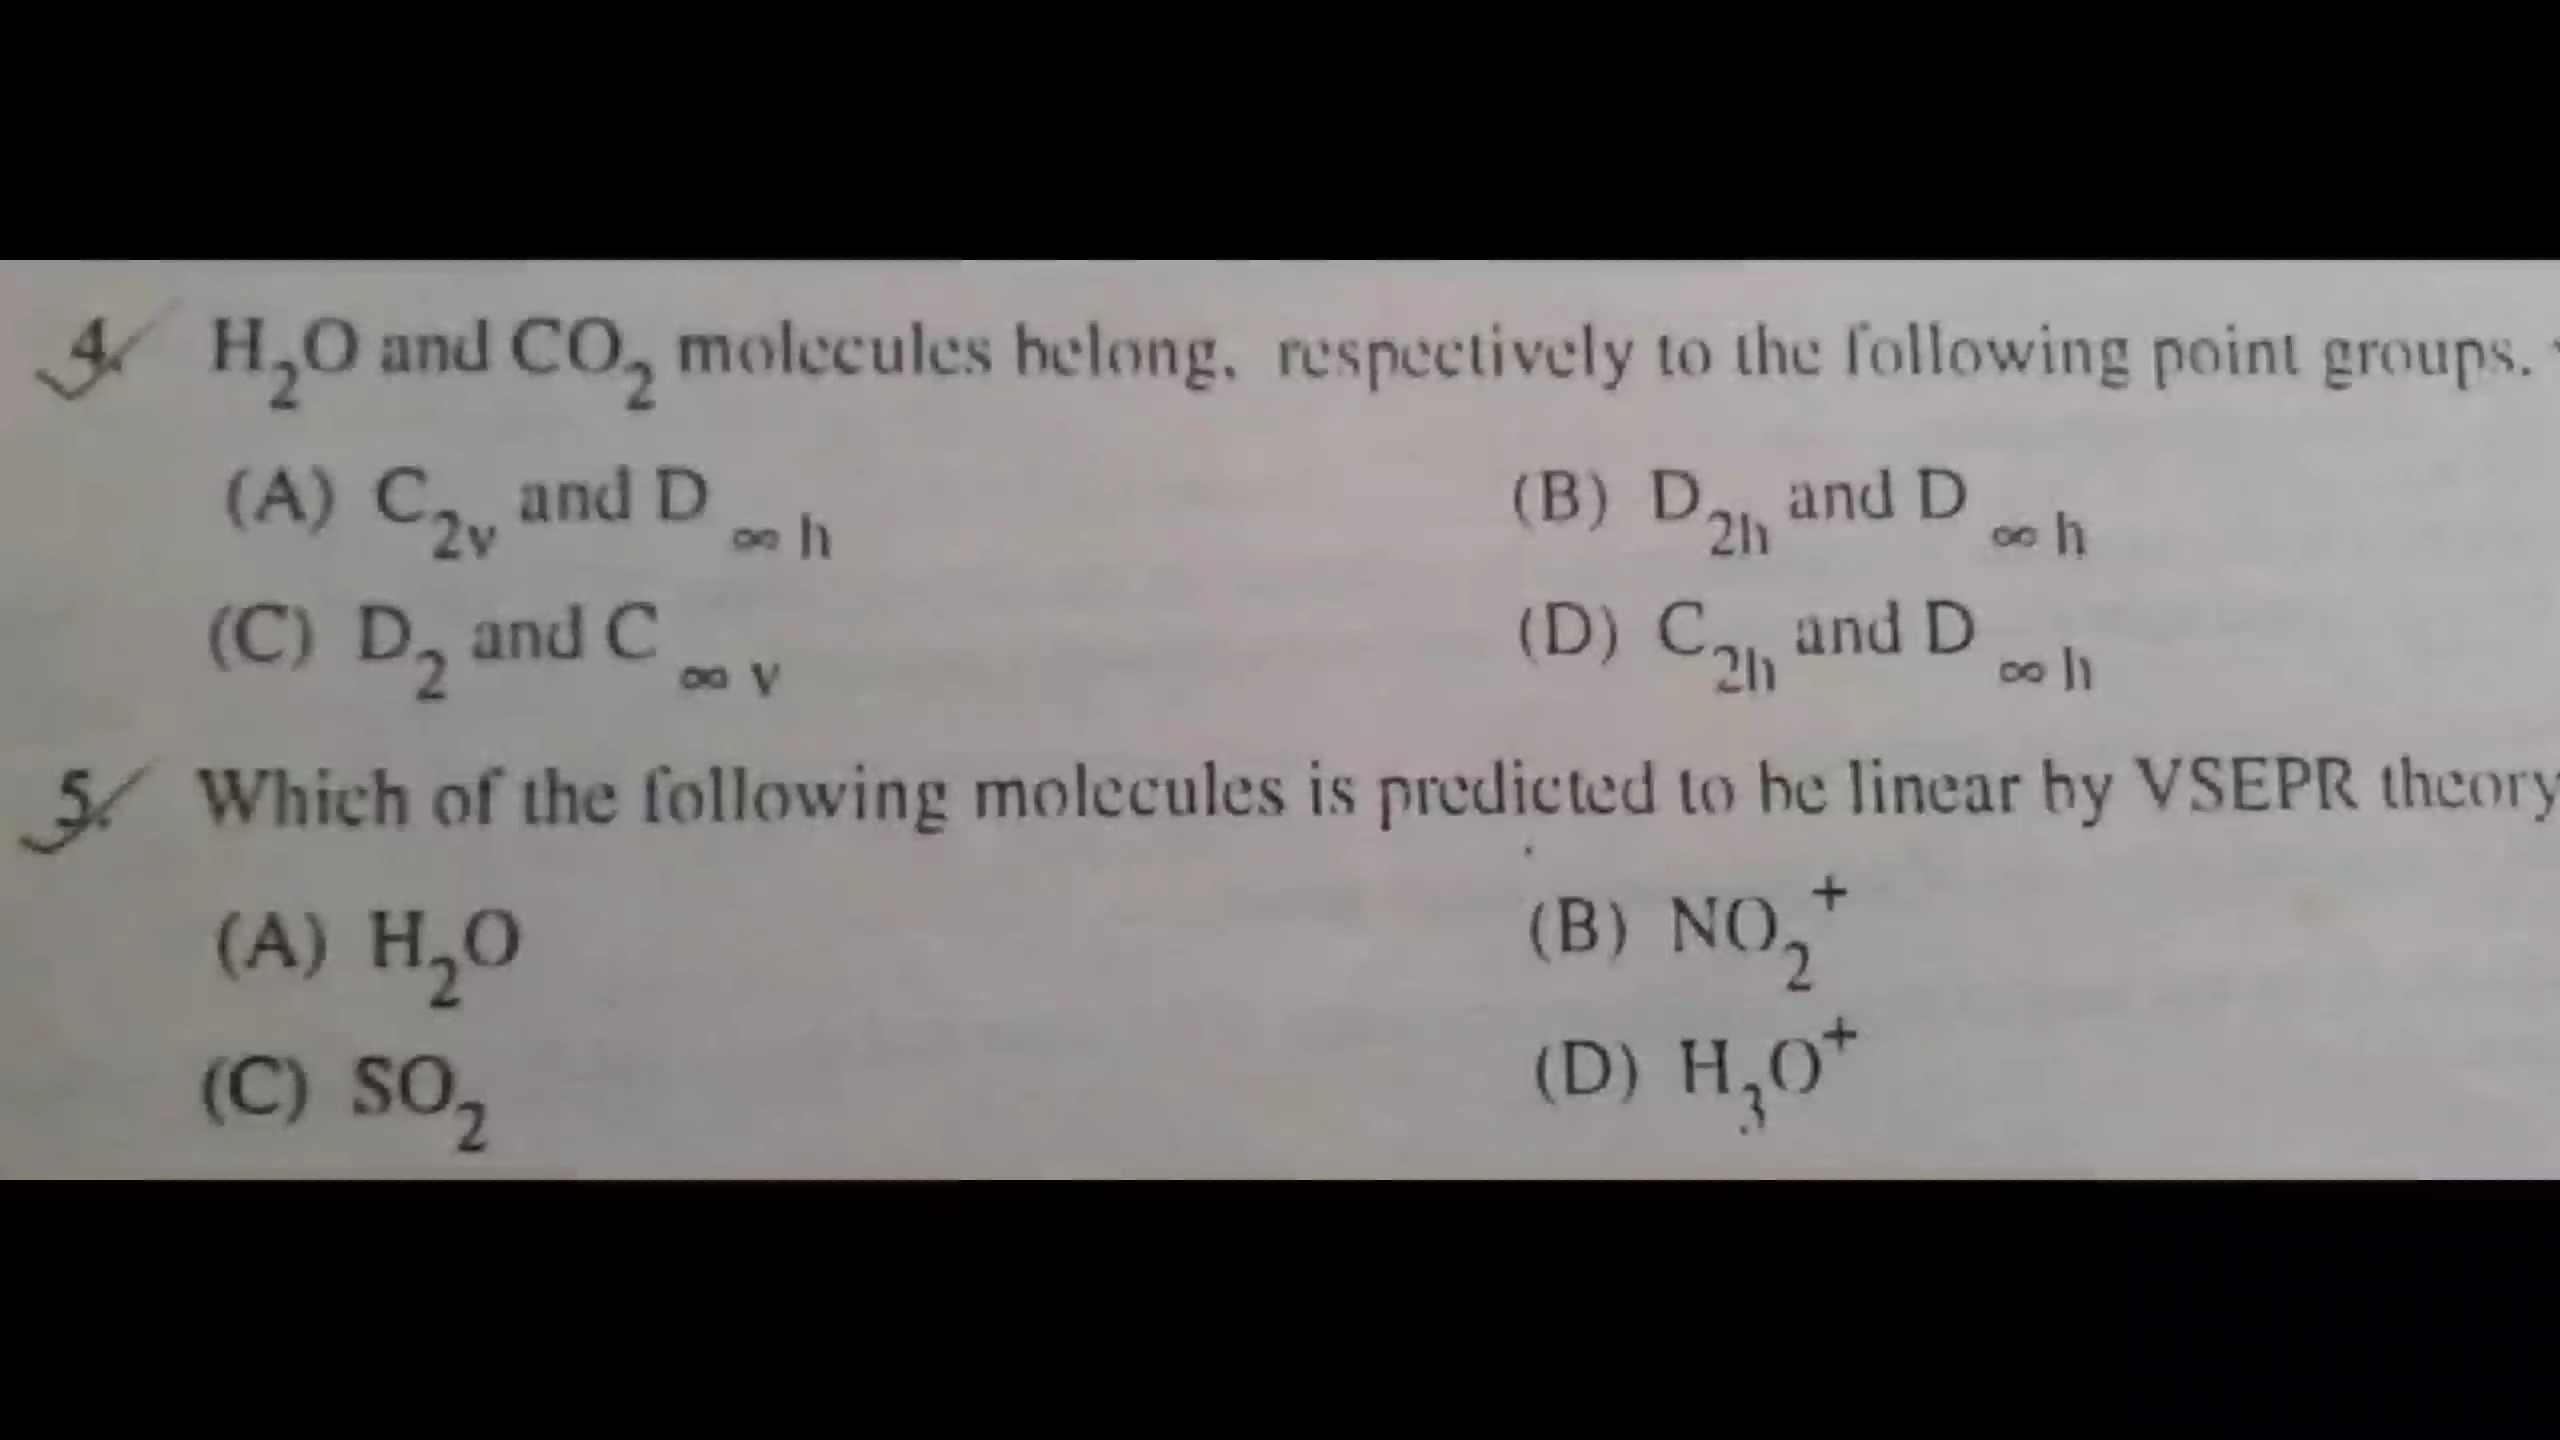 4. H₂O and CO₂ molecules belong, respectively to the following point groups.
(A) C₂ᵥ and D ∞ h (B) D₂ₕ and D ∞ h
(C) D₂ and C ∞ v (D) C₂ₕ and D ∞ h
5. Which of the following molecules is predicted to be linear by VSEPR theory
(A) H₂O (B) NO₂⁺
(C) SO₂ (D) H₃O⁺